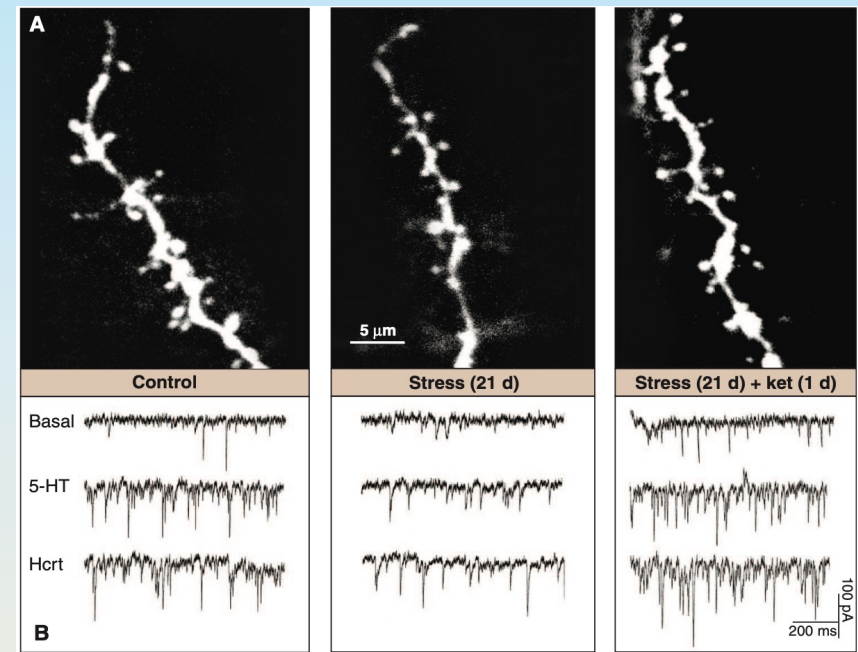 A
5 μm
Control
Stress (21 d)
Stress (21 d) + ket (1 d)
Basal
5-HT
Hcrt
100 pA
200 ms
B